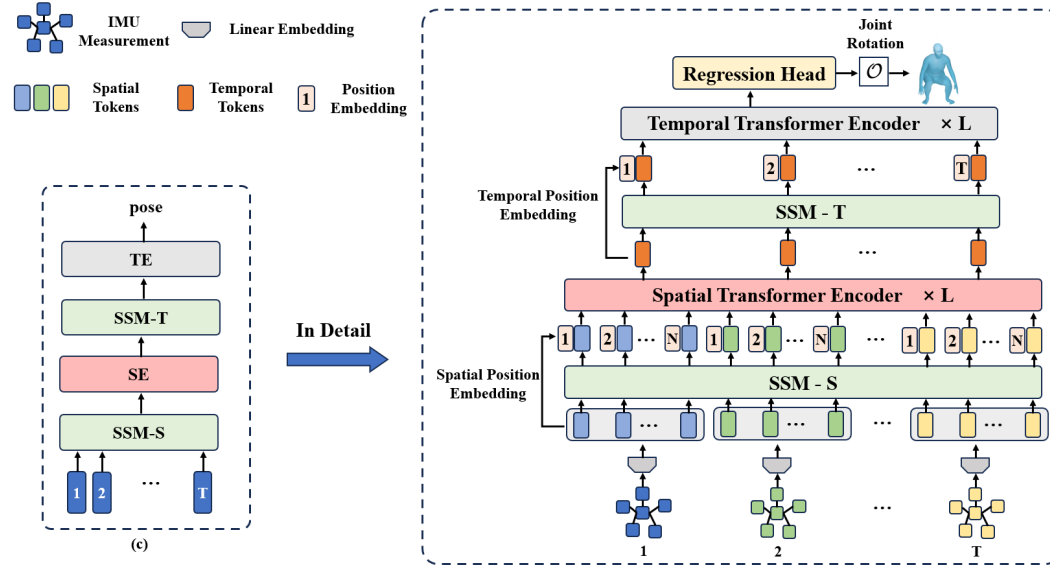 IMU
Measurement
Linear Embedding
Spatial
Tokens
Temporal
Tokens
1
Position
Embedding
pose
TE
SSM-T
SE
SSM-S
1 2 ... T
(c)
In Detail
Joint
Rotation
Regression Head
𝒪
Temporal Transformer Encoder × L
1 2 ... T
Temporal Position
Embedding
SSM - T
...
Spatial Transformer Encoder × L
1 2 ... N 1 2 ... N ... 1 2 ... N
Spatial Position
Embedding
SSM - S
... ... ... ...
...
1 2 T